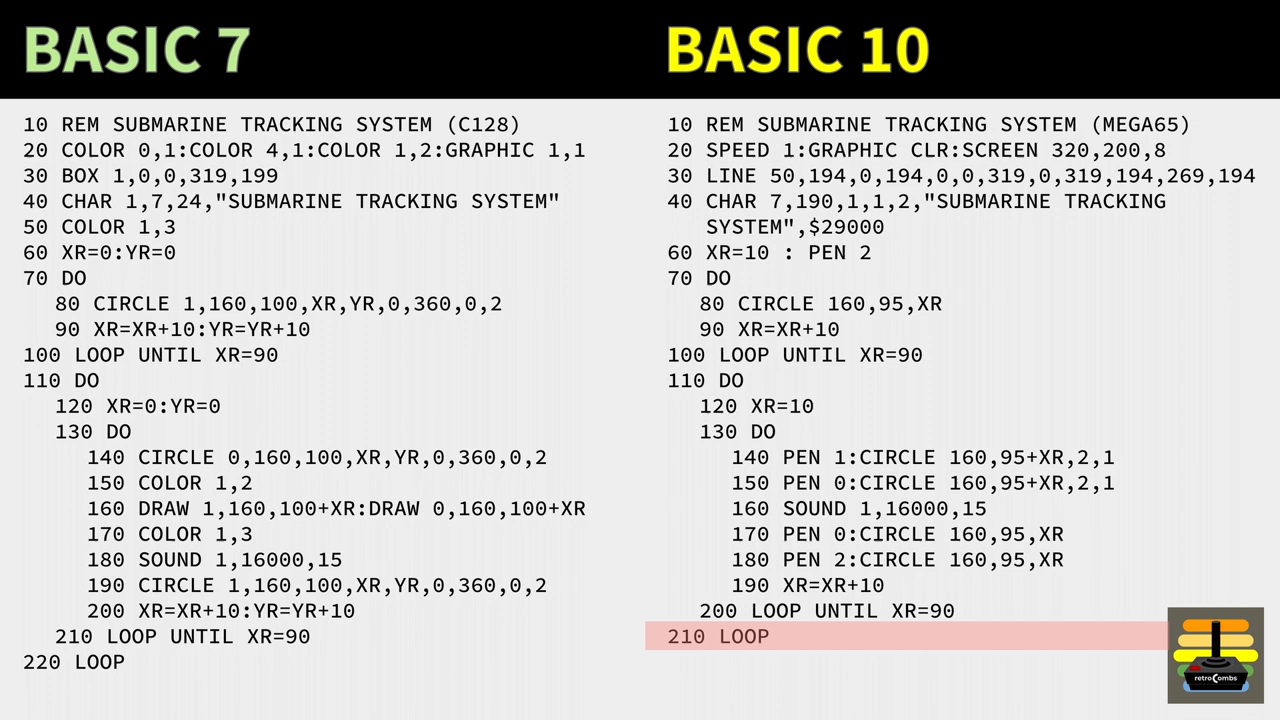 BASIC 7
10 REM SUBMARINE TRACKING SYSTEM (C128)
20 COLOR 0,1:COLOR 4,1:COLOR 1,2:GRAPHIC 1,1
30 BOX 1,0,0,319,199
40 CHAR 1,7,24,"SUBMARINE TRACKING SYSTEM"
50 COLOR 1,3
60 XR=0:YR=0
70 DO
80 CIRCLE 1,160,100,XR,YR,0,360,0,2
90 XR=XR+10:YR=YR+10
100 LOOP UNTIL XR=90
110 DO
120 XR=0:YR=0
130 DO
140 CIRCLE 0,160,100,XR,YR,0,360,0,2
150 COLOR 1,2
160 DRAW 1,160,100+XR:DRAW 0,160,100+XR
170 COLOR 1,3
180 SOUND 1,16000,15
190 CIRCLE 1,160,100,XR,YR,0,360,0,2
200 XR=XR+10:YR=YR+10
210 LOOP UNTIL XR=90
220 LOOP
BASIC 10
10 REM SUBMARINE TRACKING SYSTEM (MEGA65)
20 SPEED 1:GRAPHIC CLR:SCREEN 320,200,8
30 LINE 50,194,0,194,0,0,319,0,319,194,269,194
40 CHAR 7,190,1,1,2,"SUBMARINE TRACKING
SYSTEM",$29000
60 XR=10 : PEN 2
70 DO
80 CIRCLE 160,95,XR
90 XR=XR+10
100 LOOP UNTIL XR=90
110 DO
120 XR=10
130 DO
140 PEN 1:CIRCLE 160,95+XR,2,1
150 PEN 0:CIRCLE 160,95+XR,2,1
160 SOUND 1,16000,15
170 PEN 0:CIRCLE 160,95,XR
180 PEN 2:CIRCLE 160,95,XR
190 XR=XR+10
200 LOOP UNTIL XR=90
210 LOOP
retroCombs